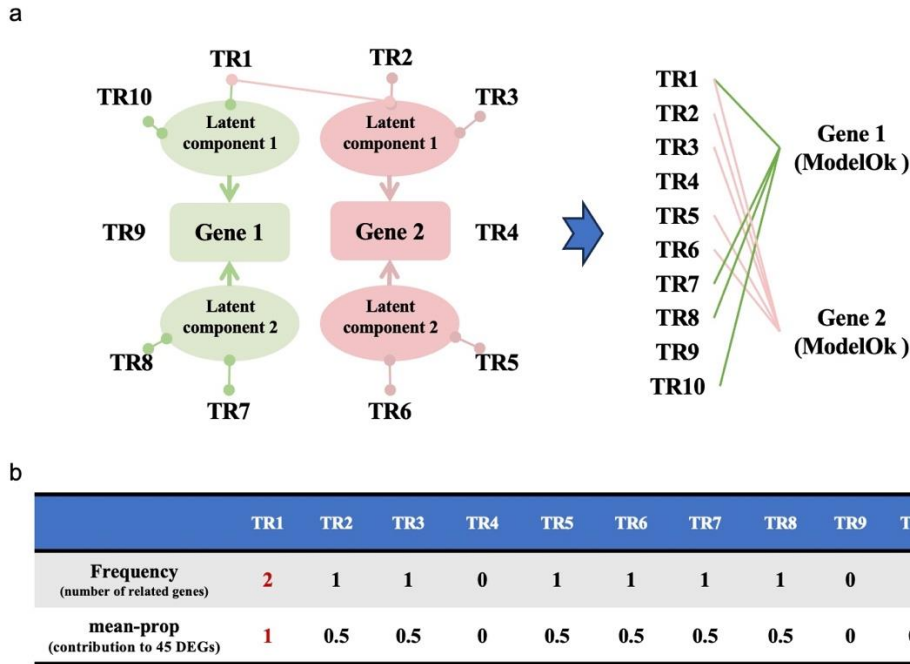 a
TR1
TR2
TR10
TR3
Latent
component 1
Latent
component 1
TR9
Gene 1
Gene 2
TR4
Latent
component 2
Latent
component 2
TR8
TR5
TR7
TR6
TR1
TR2
TR3
TR4
TR5
TR6
TR7
TR8
TR9
TR10
Gene 1
(ModelOk )
Gene 2
(ModelOk )
b
TR1 TR2 TR3 TR4 TR5 TR6 TR7 TR8 TR9
Frequency
(number of related genes)
2 1 1 0 1 1 1 1 0
mean-prop
(contribution to 45 DEGs)
1 0.5 0.5 0 0.5 0.5 0.5 0.5 0